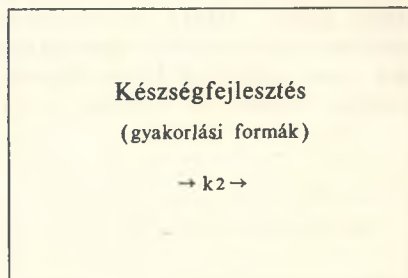 Készségfejlesztés
(gyakorlási formák)
→ k2 →